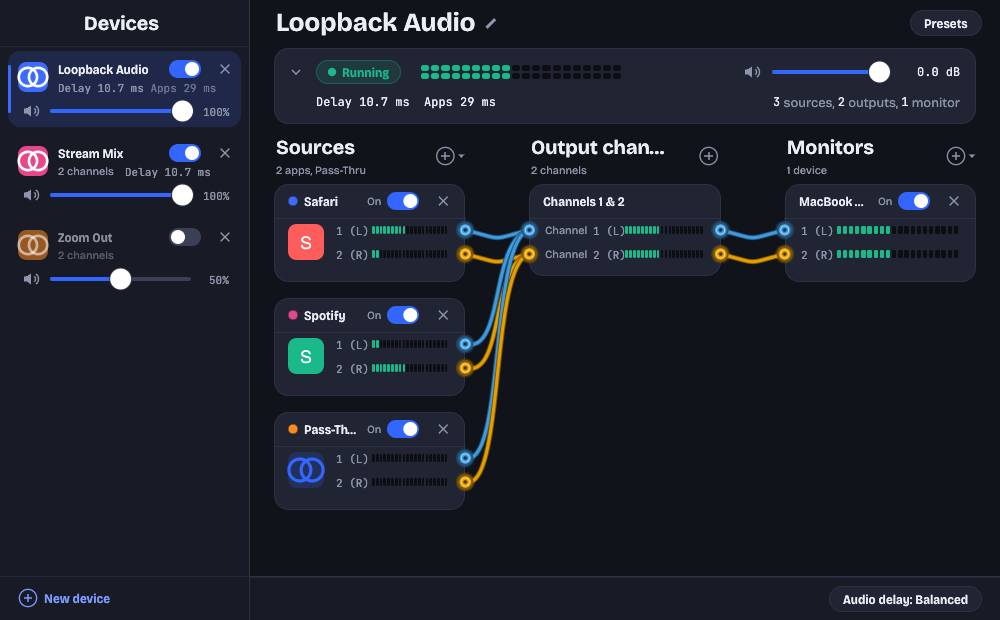 Devices
Loopback Audio
Delay 10.7 ms Apps 29 ms
100%
Stream Mix
2 channels Delay 10.7 ms
100%
Zoom Out
2 channels
50%
New device
Loopback Audio
Presets
Running
0.0 dB
Delay 10.7 ms Apps 29 ms
3 sources, 2 outputs, 1 monitor
Sources
2 apps, Pass-Thru
Safari On
S
1 (L)
2 (R)
Spotify On
S
1 (L)
2 (R)
Pass-Th... On
1 (L)
2 (R)
Output chan...
2 channels
Channels 1 & 2
Channel 1 (L)
Channel 2 (R)
Monitors
1 device
MacBook ... On
1 (L)
2 (R)
Audio delay: Balanced